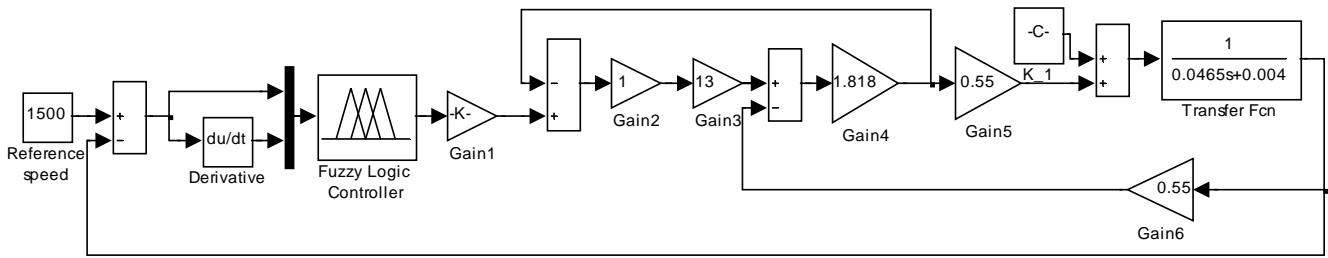 1500
Reference
speed
+
−
du/dt
Derivative
Fuzzy Logic
Controller
-K-
Gain1
−
+
1
Gain2
13
Gain3
+
−
1.818
Gain4
0.55
Gain5
K_1
-C-
+
+
1
0.0465s+0.004
Transfer Fcn
0.55
Gain6